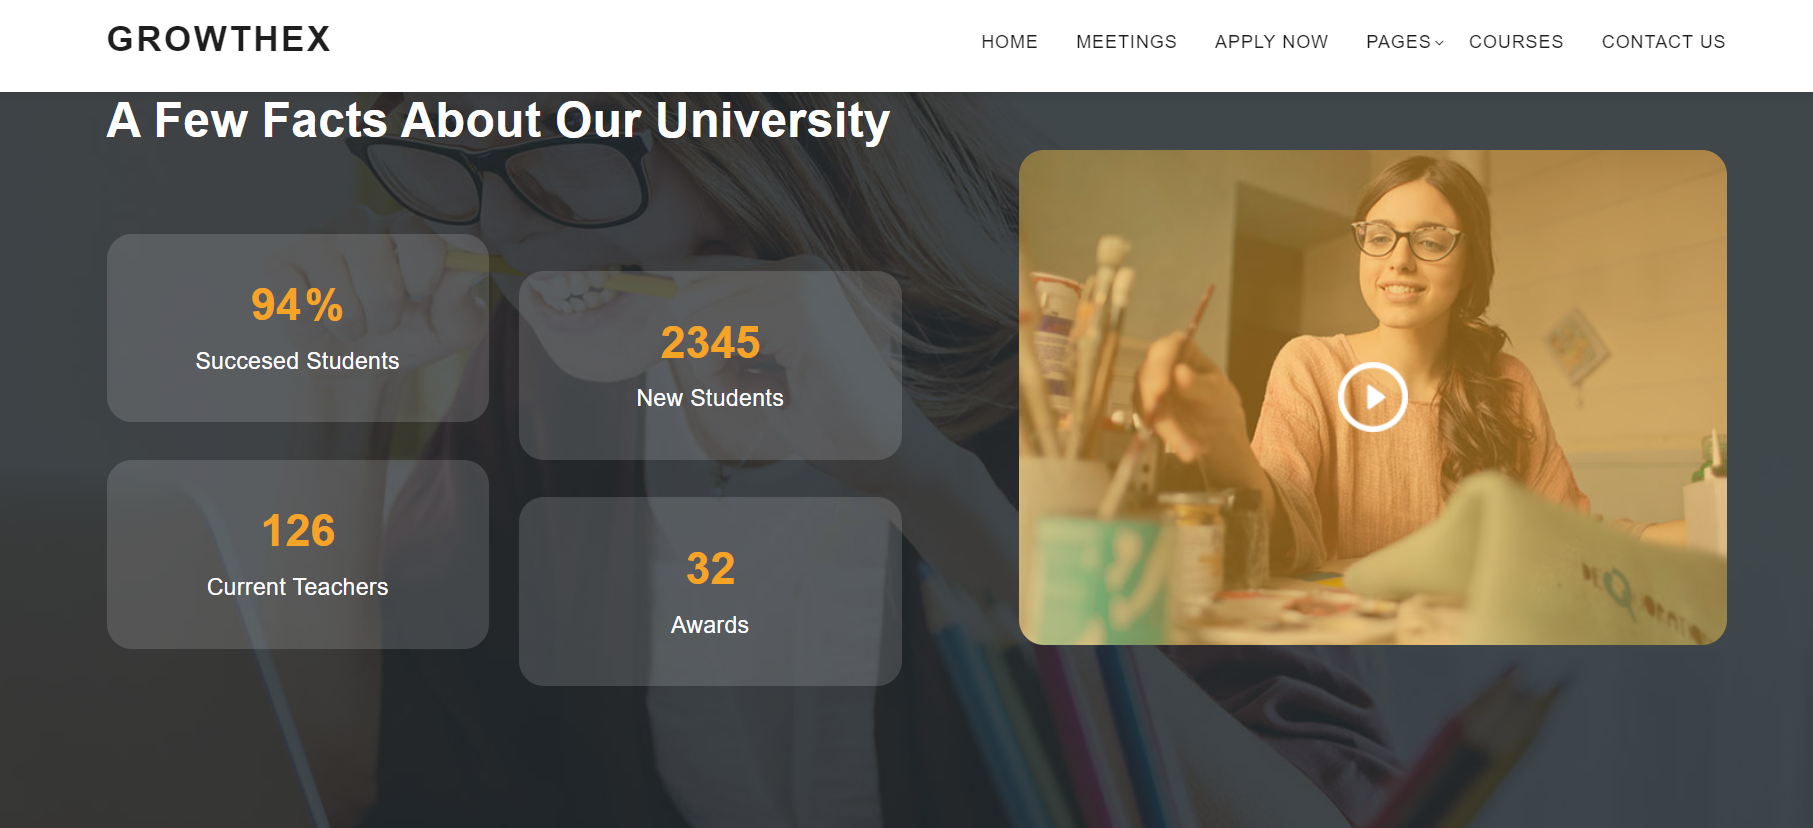 GROWTHEX
HOME MEETINGS APPLY NOW PAGES COURSES CONTACT US
A Few Facts About Our University
94%
Succesed Students
2345
New Students
126
Current Teachers
32
Awards